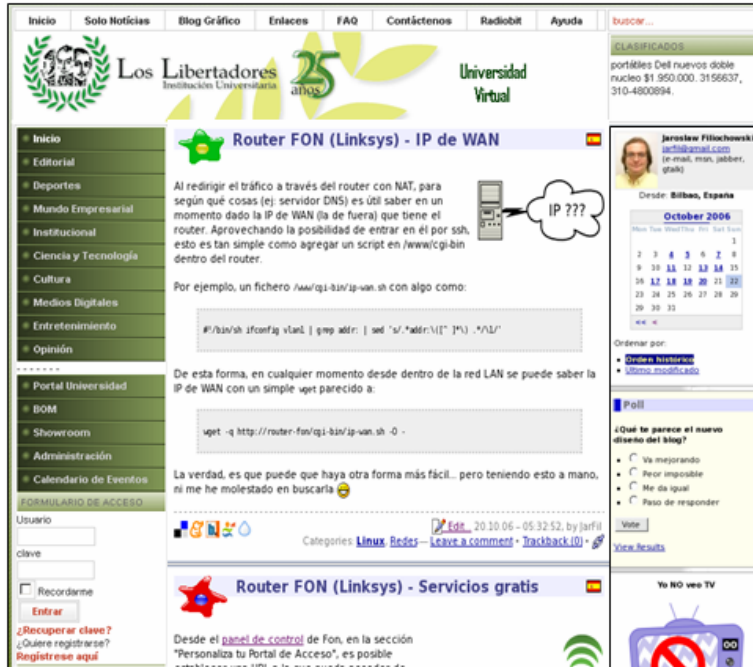 Inicio
Solo Notícias
Blog Gráfico
Enlaces
FAQ
Contáctenos
Radiobit
Ayuda
buscar...
Los Libertadores
Institución Universitaria
25
anos
Universidad
Virtual
CLASIFICADOS
portátiles Dell nuevos doble
nucleo $1.950.000. 3156637,
310-4800894.
Inicio
Editorial
Deportes
Mundo Empresarial
Institucional
Ciencia y Tecnología
Cultura
Medios Digitales
Entretenimiento
Opinión
Portal Universidad
BOM
Showroom
Administración
Calendario de Eventos
FORMULARIO DE ACCESO
Usuario
clave
Recordarme
Entrar
¿Recuperar clave?
¿Quiere registrarse?
Regístrese aquí
Router FON (Linksys) - IP de WAN
Al redirigir el tráfico a través del router con NAT, para
según qué cosas (ej: servidor DNS) es útil saber en un
momento dado la IP de WAN (la de fuera) que tiene el
router. Aprovechando la posibilidad de entrar en él por ssh,
esto es tan simple como agregar un script en /www/cgi-bin
dentro del router.
IP ???
Por ejemplo, un fichero /www/cgi-bin/ip-wan.sh con algo como:
#!/bin/sh ifconfig vlan1 | grep addr: | sed 's/.*addr:\([^ ]*\) .*/\1/'
De esta forma, en cualquier momento desde dentro de la red LAN se puede saber la
IP de WAN con un simple wget parecido a:
wget -q http://router-fon/cgi-bin/ip-wan.sh -O -
La verdad, es que puede que haya otra forma más fácil... pero teniendo esto a mano,
ni me he molestado en buscarla
Edit... 20.10.06 - 05:32:52, by JarFil
Categories: Linux, Redes — Leave a comment • Trackback (0) •
Router FON (Linksys) - Servicios gratis
Desde el panel de control de Fon, en la sección
"Personaliza tu Portal de Acceso", es posible
Jaroslaw Filiochowski
jarfil@gmail.com
(e-mail, msn, jabber,
gtalk)
Desde: Bilbao, España
October 2006
Mon Tue Wed Thu Fri Sat Sun
1
2 3 4 5 6 7 8
9 10 11 12 13 14 15
16 17 18 19 20 21 22
23 24 25 26 27 28 29
30 31
<< <
Ordenar por:
Orden histórico
Ultimo modificado
Poll
¿Qué te parece el nuevo
diseño del blog?
Va mejorando
Peor imposible
Me da igual
Paso de responder
Vote
View Results
Yo NO veo TV